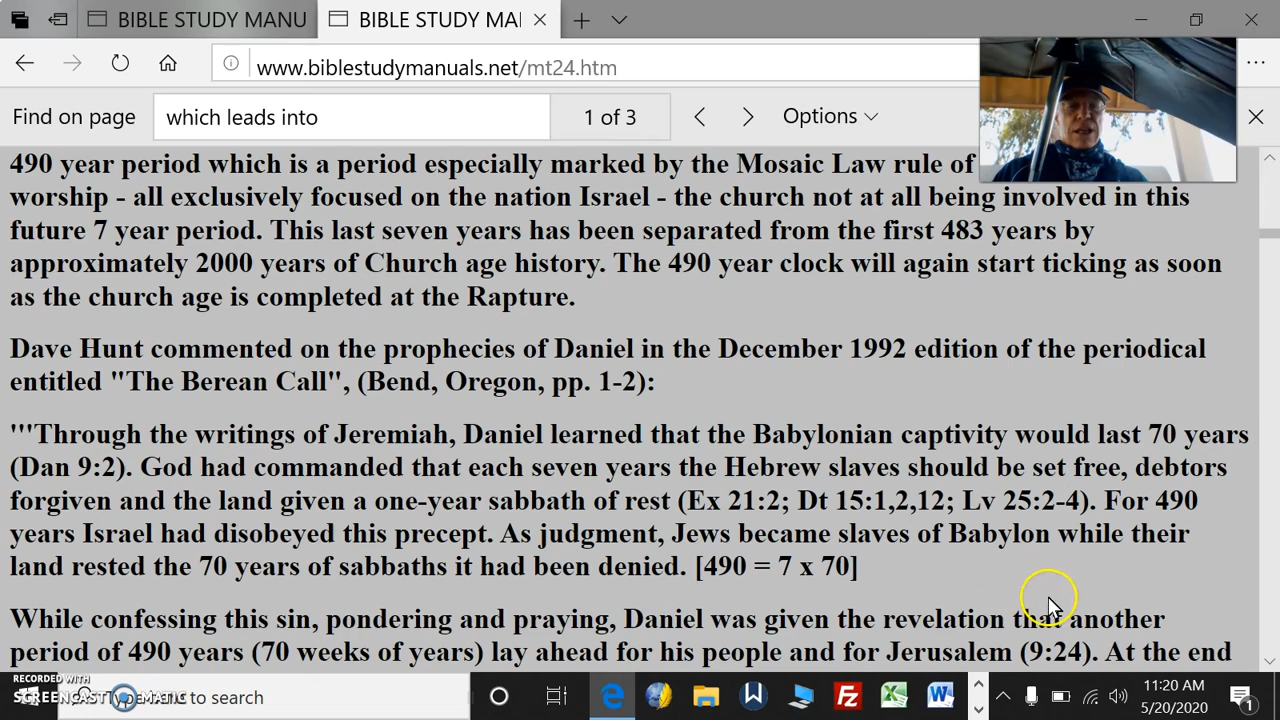 BIBLE STUDY MANU
BIBLE STUDY MAI
www.biblestudymanuals.net/mt24.htm
Find on page
which leads into
1 of 3
Options
490 year period which is a period especially marked by the Mosaic Law rule of
worship - all exclusively focused on the nation Israel - the church not at all being involved in this
future 7 year period. This last seven years has been separated from the first 483 years by
approximately 2000 years of Church age history. The 490 year clock will again start ticking as soon
as the church age is completed at the Rapture.
Dave Hunt commented on the prophecies of Daniel in the December 1992 edition of the periodical
entitled "The Berean Call", (Bend, Oregon, pp. 1-2):
'"Through the writings of Jeremiah, Daniel learned that the Babylonian captivity would last 70 years
(Dan 9:2). God had commanded that each seven years the Hebrew slaves should be set free, debtors
forgiven and the land given a one-year sabbath of rest (Ex 21:2; Dt 15:1,2,12; Lv 25:2-4). For 490
years Israel had disobeyed this precept. As judgment, Jews became slaves of Babylon while their
land rested the 70 years of sabbaths it had been denied. [490 = 7 x 70]
While confessing this sin, pondering and praying, Daniel was given the revelation that another
period of 490 years (70 weeks of years) lay ahead for his people and for Jerusalem (9:24). At the end
RECORDED WITH
SCREENCAST-O-MATIC
Type here to search
11:20 AM
5/20/2020
1